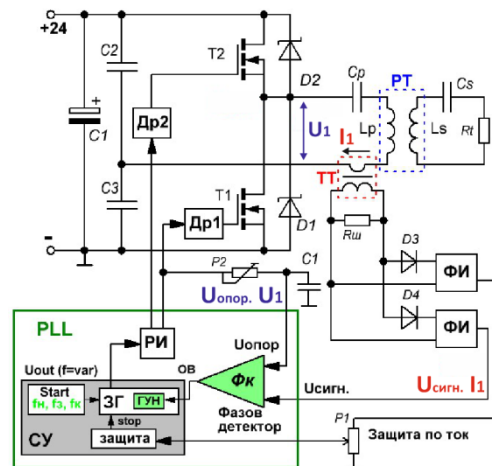 +24
C2
T2
D2
Cp
PT
Cs
C1
+
Др2
U1
Lp
Ls
Rt
I1
TT
C3
T1
Др1
D1
Rш
D3
ФИ
-
P2
C1
Uопор. U1
D4
ФИ
PLL
РИ
Uопор
Uout (f=var)
ОВ
Фк
Uсигн.
Uсигн. I1
Start
fн, fз, fк
ЗГ
ГУН
Фазов
детектор
stop
P1
Защита по ток
СУ
защита